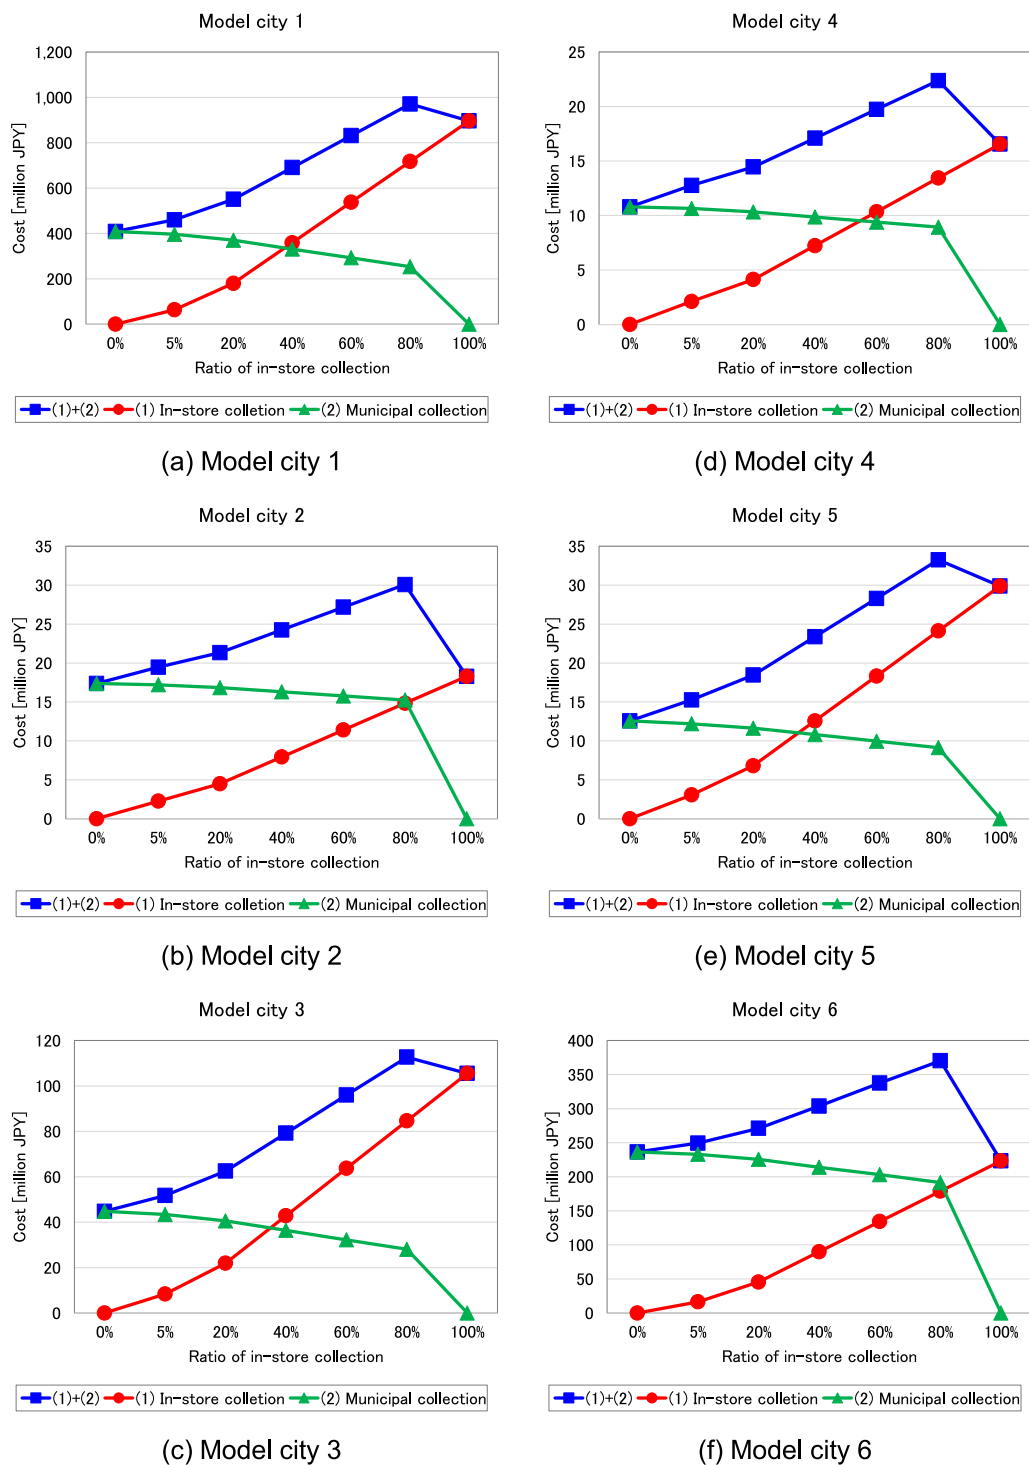 Model city 1
1,200
1,000
800
600
400
200
0
Cost [million JPY]
0% 5% 20% 40% 60% 80% 100%
Ratio of in-store collection
(1)+(2) (1) In-store colletion (2) Municipal collection
(a) Model city 1
Model city 2
35
30
25
20
15
10
5
0
Cost [million JPY]
0% 5% 20% 40% 60% 80% 100%
Ratio of in-store collection
(1)+(2) (1) In-store colletion (2) Municipal collection
(b) Model city 2
Model city 3
120
100
80
60
40
20
0
Cost [million JPY]
0% 5% 20% 40% 60% 80% 100%
Ratio of in-store collection
(1)+(2) (1) In-store colletion (2) Municipal collection
(c) Model city 3
Model city 4
25
20
15
10
5
0
Cost [million JPY]
0% 5% 20% 40% 60% 80% 100%
Ratio of in-store collection
(1)+(2) (1) In-store colletion (2) Municipal collection
(d) Model city 4
Model city 5
35
30
25
20
15
10
5
0
Cost [million JPY]
0% 5% 20% 40% 60% 80% 100%
Ratio of in-store collection
(1)+(2) (1) In-store colletion (2) Municipal collection
(e) Model city 5
Model city 6
400
350
300
250
200
150
100
50
0
Cost [million JPY]
0% 5% 20% 40% 60% 80% 100%
Ratio of in-store collection
(1)+(2) (1) In-store colletion (2) Municipal collection
(f) Model city 6